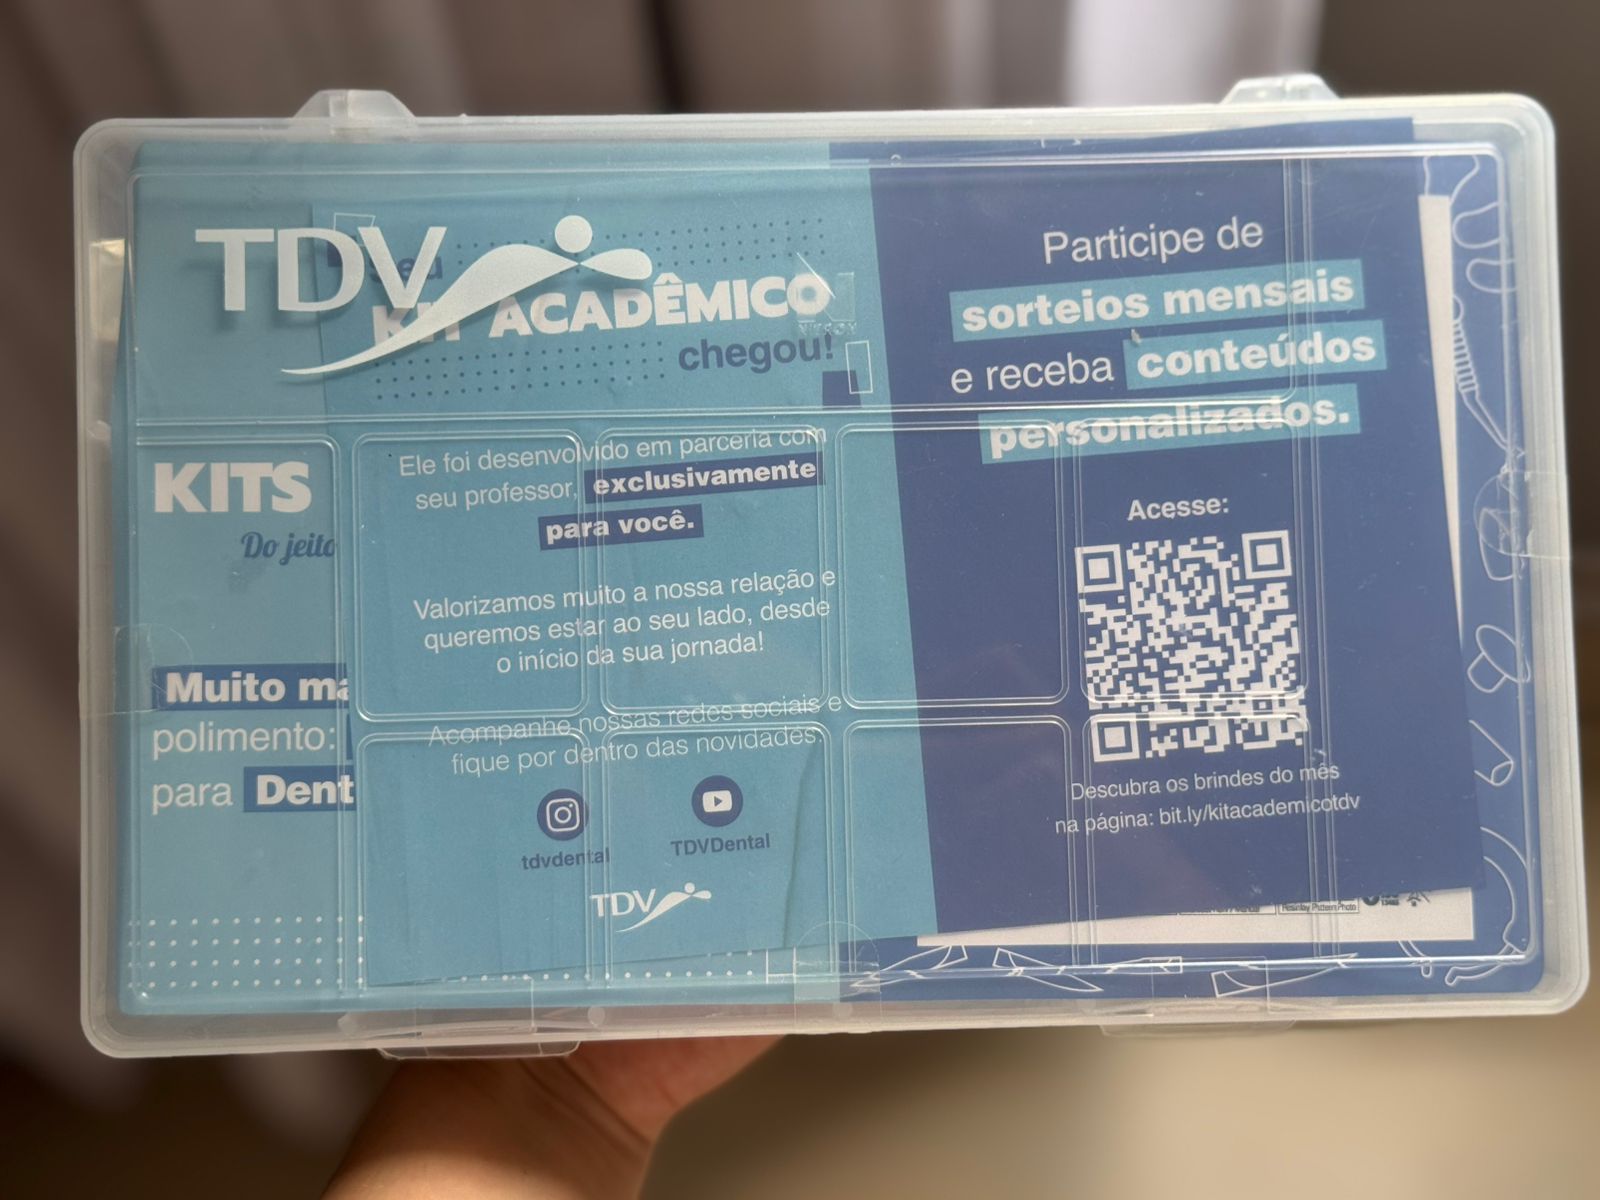 TDV
Seu
KIT ACADÊMICO
chegou!
Ele foi desenvolvido em parceria com
seu professor, exclusivamente
para você.
Valorizamos muito a nossa relação e
queremos estar ao seu lado, desde
o início da sua jornada!
Acompanhe nossas redes sociais e
fique por dentro das novidades.
tdvdental
TDVDental
TDV
KITS
Do jeito
Muito ma
polimento:
para Dent
Participe de
sorteios mensais
e receba conteúdos
personalizados.
Acesse:
Descubra os brindes do mês
na página: bit.ly/kitacademicotdv